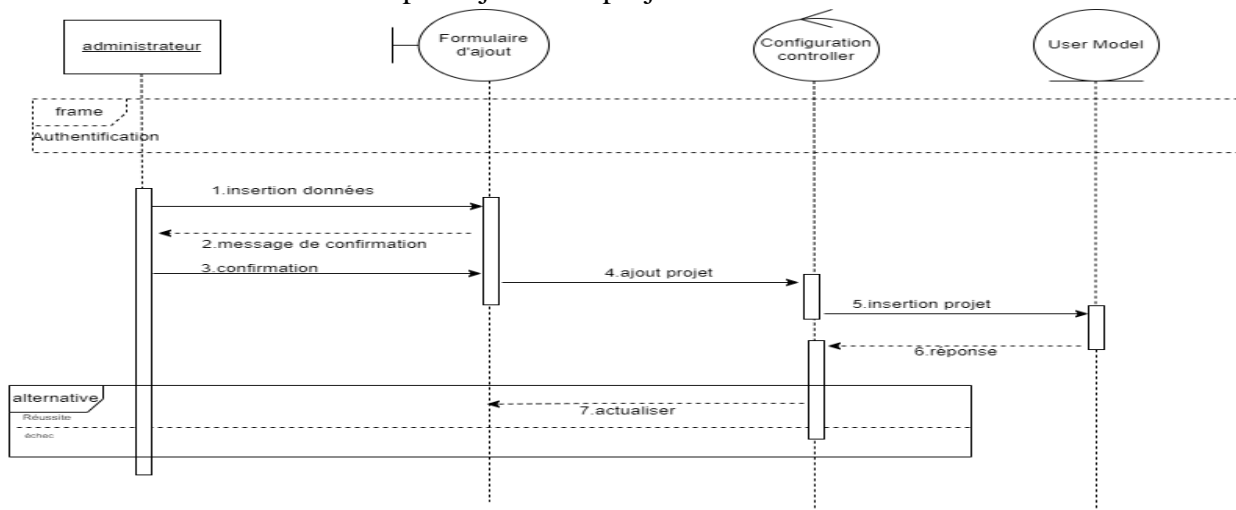 administrateur
Formulaire
d'ajout
Configuration
controller
User Model
frame
Authentification
1.insertion données
2.message de confirmation
3.confirmation
4.ajout projet
5.insertion projet
6.réponse
alternative
7.actualiser
Réussite
échec